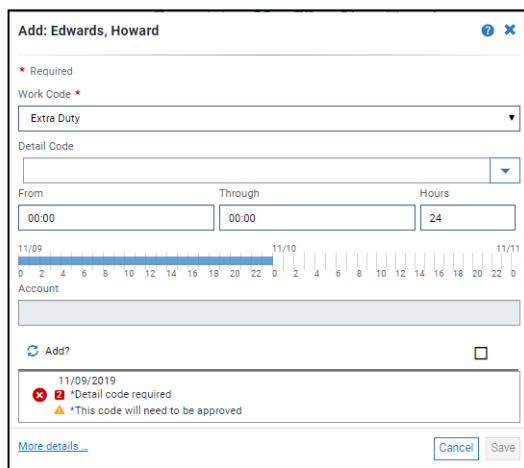 Add: Edwards, Howard
* Required
Work Code *
Extra Duty
Detail Code
From Through Hours
00:00 00:00 24
11/09 11/10 11/11
0 2 4 6 8 10 12 14 16 18 20 22 0 2 4 6 8 10 12 14 16 18 20 22 0
Account
Add?
11/09/2019
2 *Detail code required
*This code will need to be approved
More details ... Cancel Save